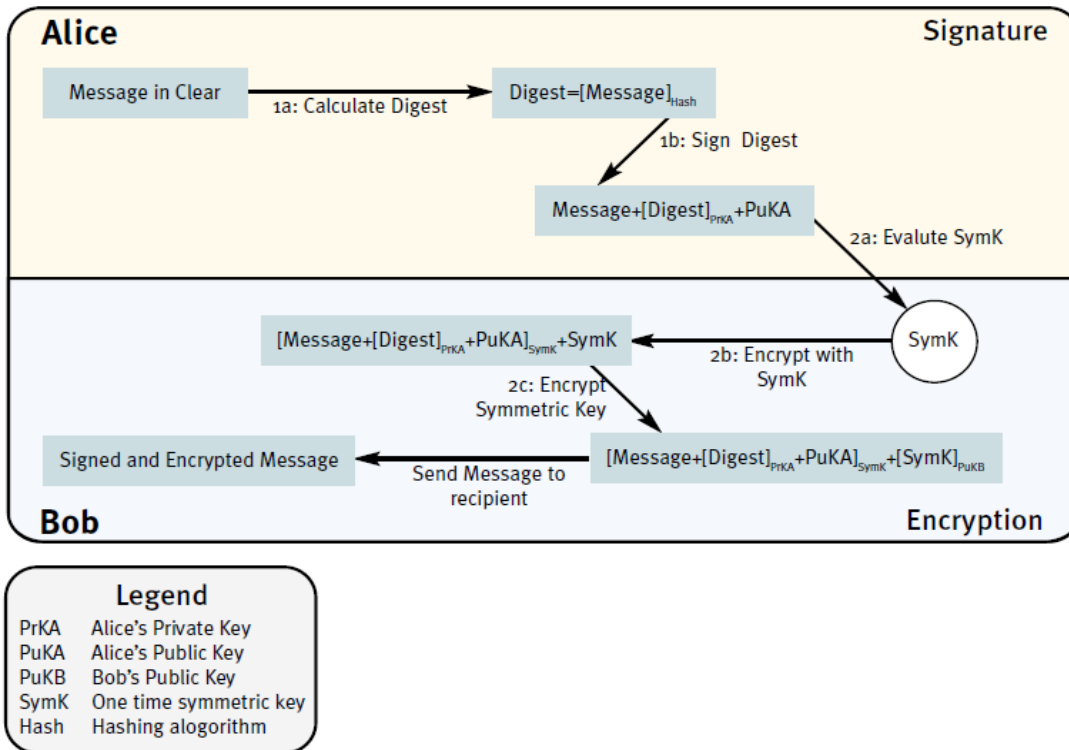 Alice
Signature
Message in Clear
1a: Calculate Digest
Digest=[Message]Hash
1b: Sign Digest
Message+[Digest]PrKA+PuKA
2a: Evalute SymK
SymK
[Message+[Digest]PrKA+PuKA]SymK+SymK
2b: Encrypt with
SymK
2c: Encrypt
Symmetric Key
Signed and Encrypted Message
Send Message to
recipient
[Message+[Digest]PrKA+PuKA]SymK+[SymK]PuKB
Bob
Encryption
Legend
PrKA Alice's Private Key
PuKA Alice's Public Key
PuKB Bob's Public Key
SymK One time symmetric key
Hash Hashing alogorithm